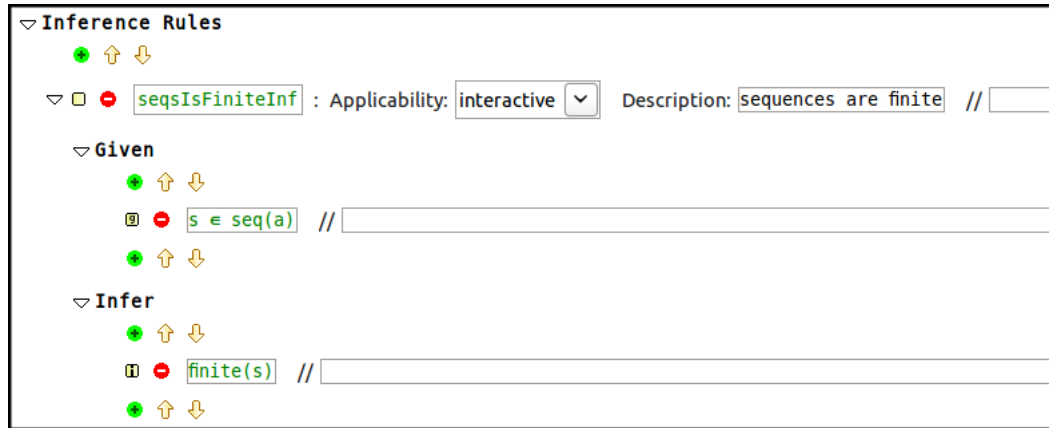 Inference Rules
seqsIsFiniteInf : Applicability: interactive Description: sequences are finite //
Given
s ∈ seq(a) //
Infer
finite(s) //